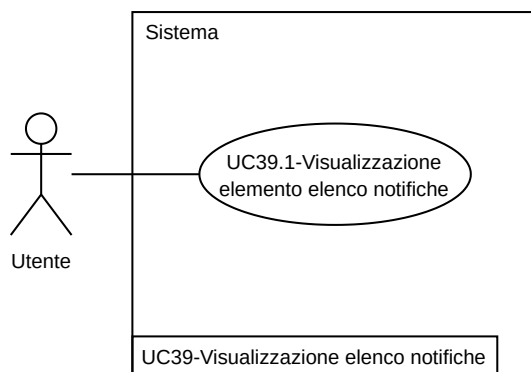 Sistema
UC39.1-Visualizzazione
elemento elenco notifiche
Utente
UC39-Visualizzazione elenco notifiche